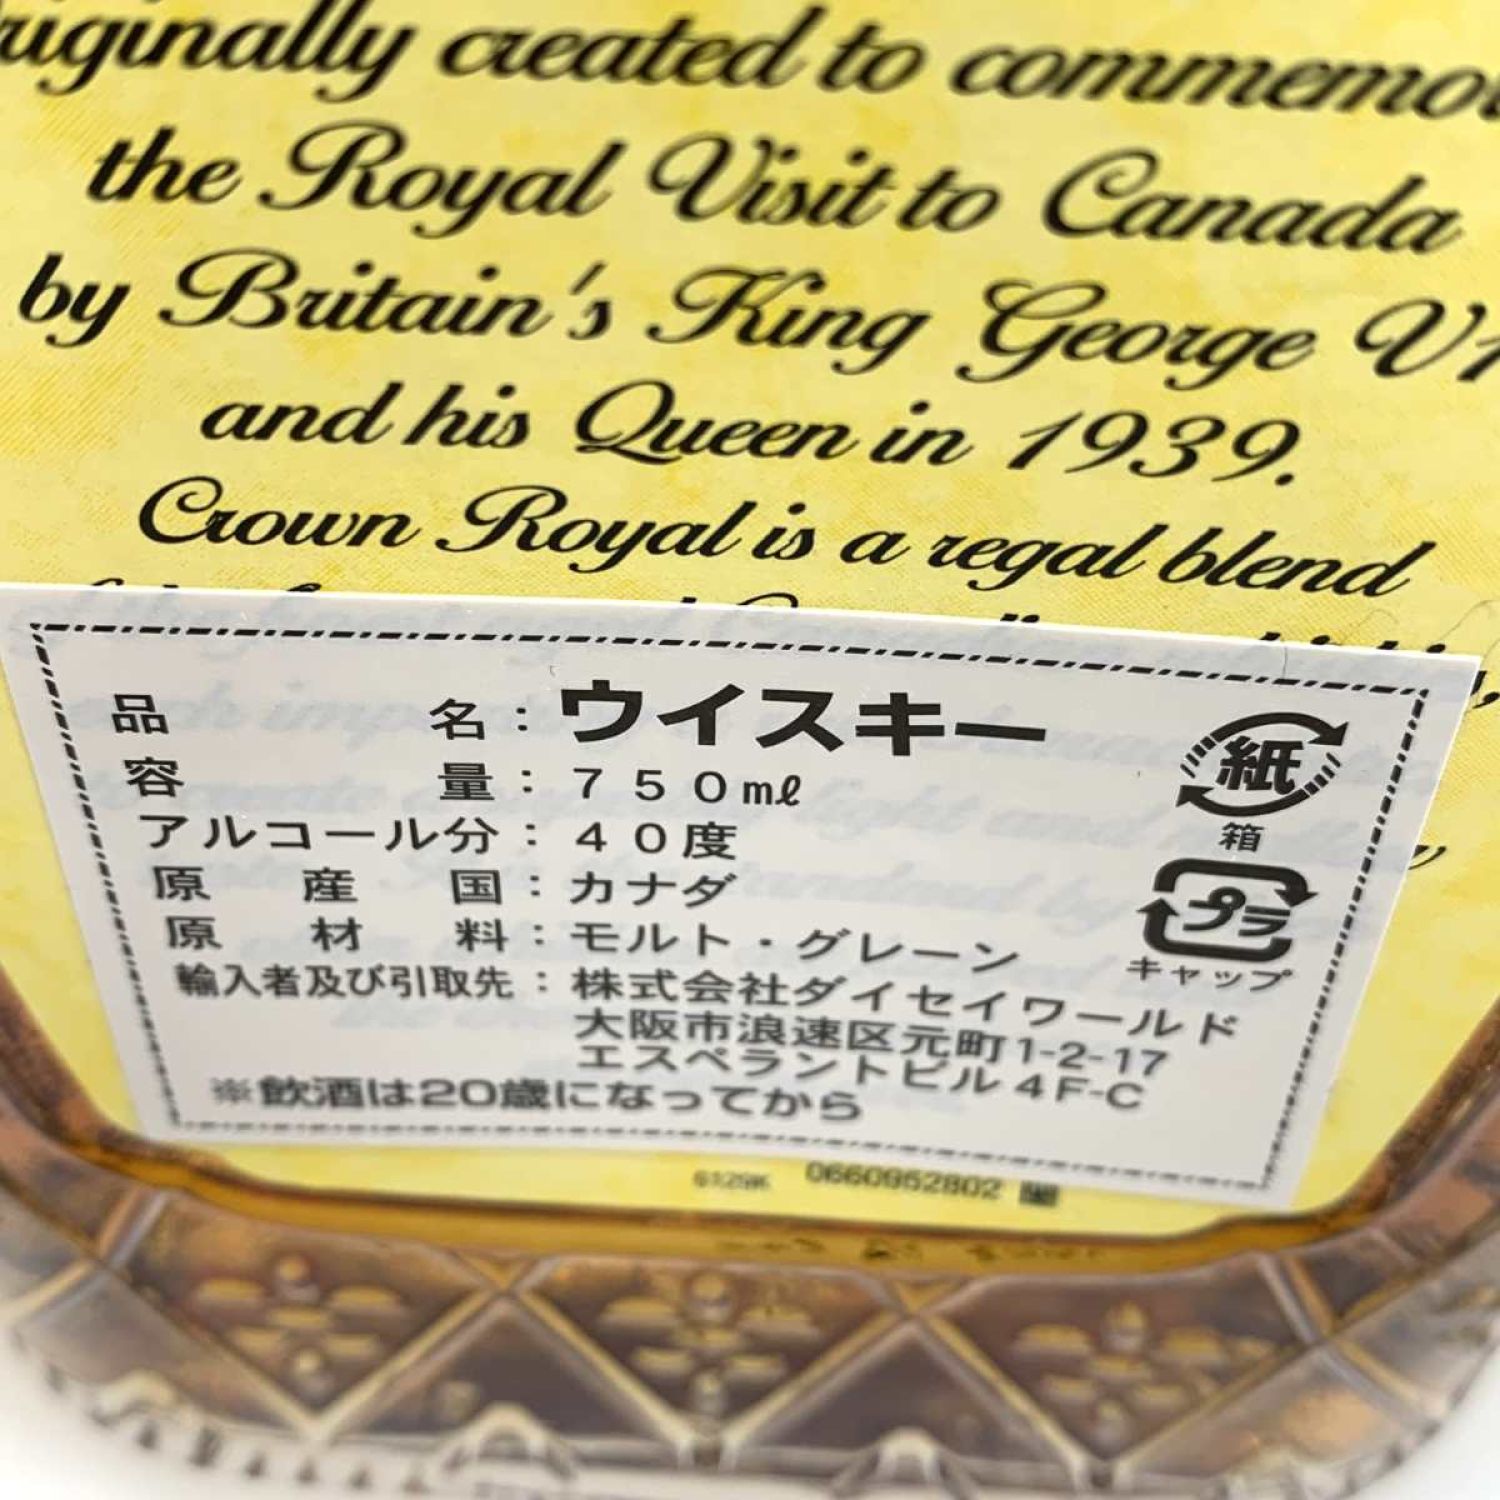 originally created to
the Royal Visit to Canada
by Britain's King George VI
and his Queen in 1939.
Crown Royal is a regal blend
品名：ウイスキー
容量：７５０mℓ
アルコール分：４０度
原産国：カナダ
原材料：モルト・グレーン
輸入者及び引取先：株式会社ダイセイワールド
大阪市浪速区元町1-2-17
エスペラントビル4F-C
※飲酒は20歳になってから
紙
箱
プラ
キャップ
0660952802